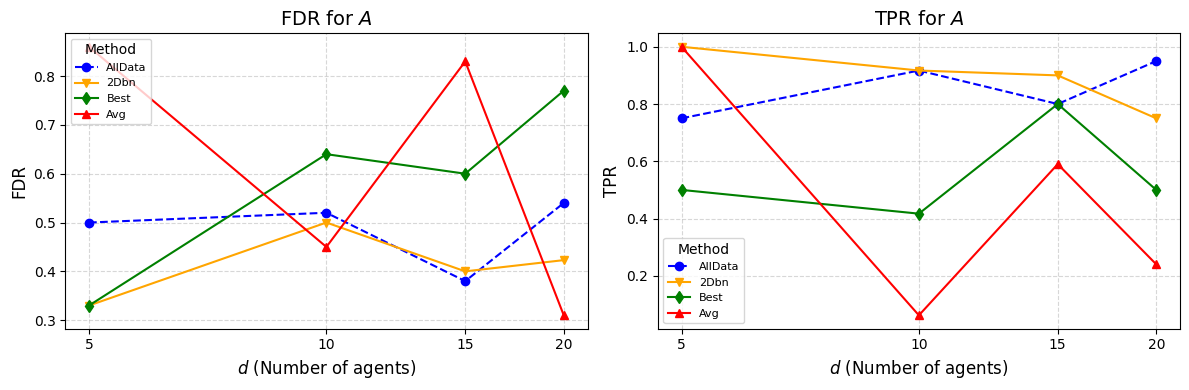 FDR for A
FDR
0.8
0.7
0.6
0.5
0.4
0.3
Method
AllData
2Dbn
Best
Avg
5
10
15
20
d (Number of agents)
TPR for A
TPR
1.0
0.8
0.6
0.4
0.2
Method
AllData
2Dbn
Best
Avg
5
10
15
20
d (Number of agents)